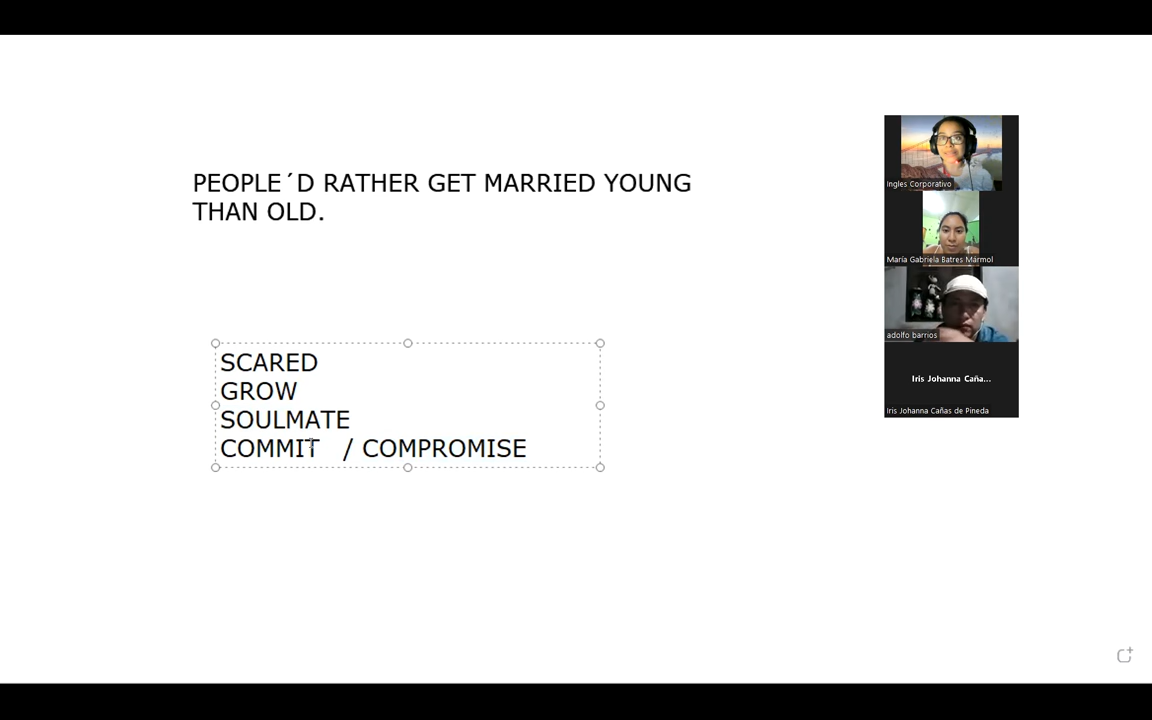 PEOPLE´D RATHER GET MARRIED YOUNG
THAN OLD.
SCARED
GROW
SOULMATE
COMMIT / COMPROMISE
Ingles Corporativo
María Gabriela Batres Mármol
adolfo barrios
Iris Johanna Caña...
Iris Johanna Cañas de Pineda